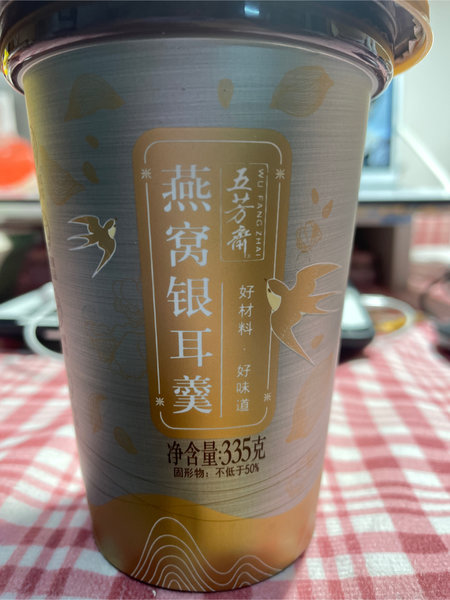 五芳斋
WU FANG ZHAI
燕窝银耳羹
好材料·好味道
净含量:335克
固形物：不低于50%